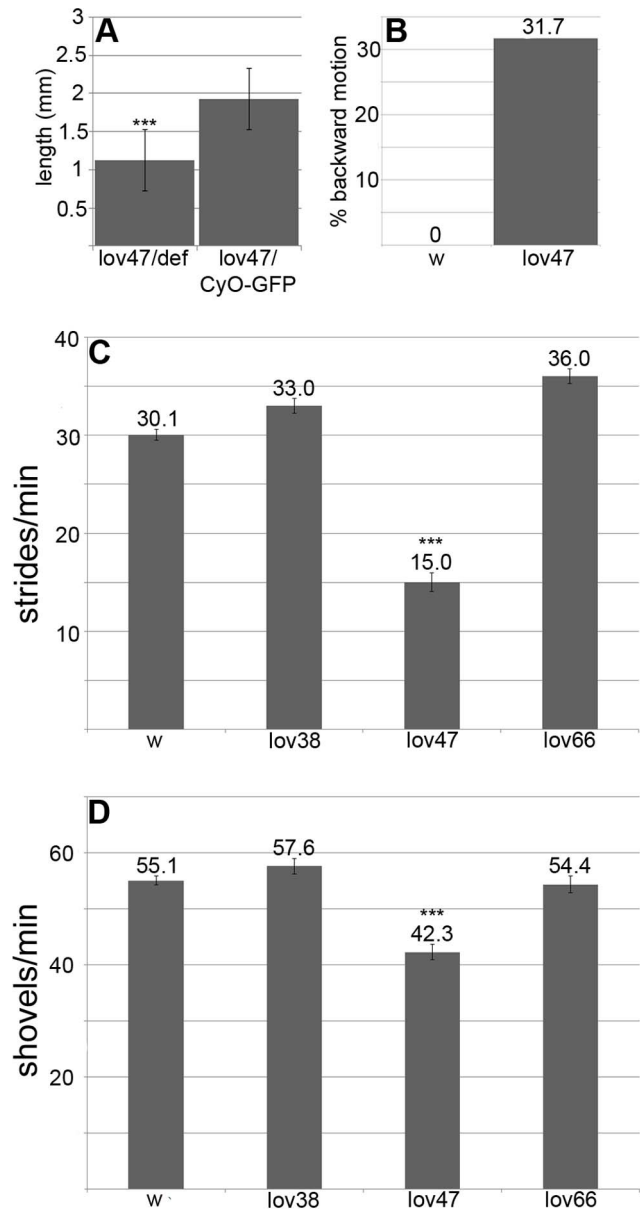 A
length (mm)
3
2.5
2
1.5
1
0.5
***
lov47/def
lov47/
CyO-GFP
B
% backward motion
30
20
10
0
31.7
w
lov47
C
strides/min
40
30
20
10
30.1
33.0
***
15.0
36.0
w
lov38
lov47
lov66
D
shovels/min
60
40
20
55.1
57.6
***
42.3
54.4
w
lov38
lov47
lov66